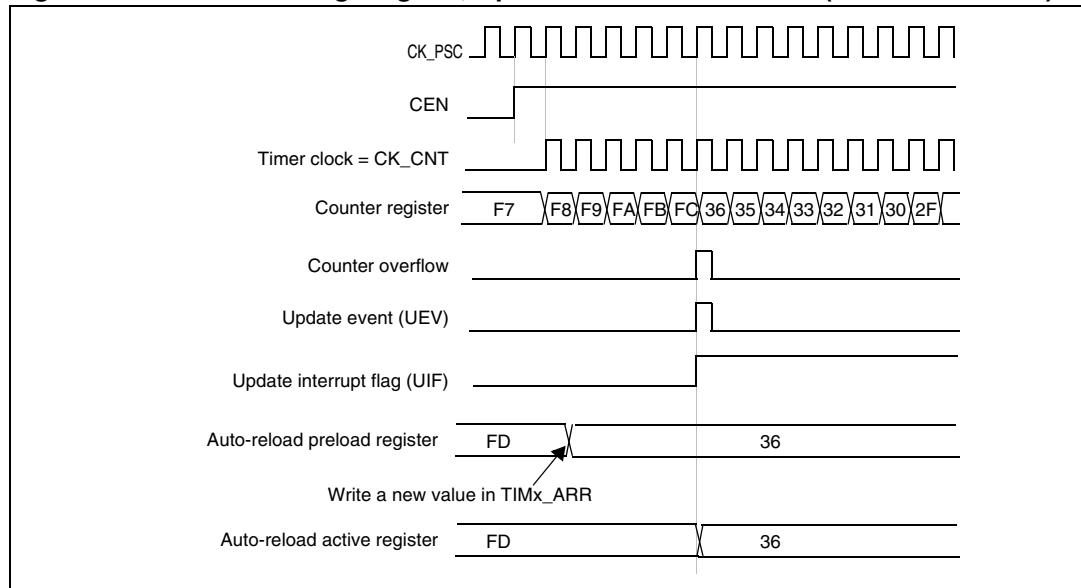 CK_PSC
CEN
Timer clock = CK_CNT
Counter register F7 F8 F9 FA FB FC 36 35 34 33 32 31 30 2F
Counter overflow
Update event (UEV)
Update interrupt flag (UIF)
Auto-reload preload register FD 36
Write a new value in TIMx_ARR
Auto-reload active register FD 36